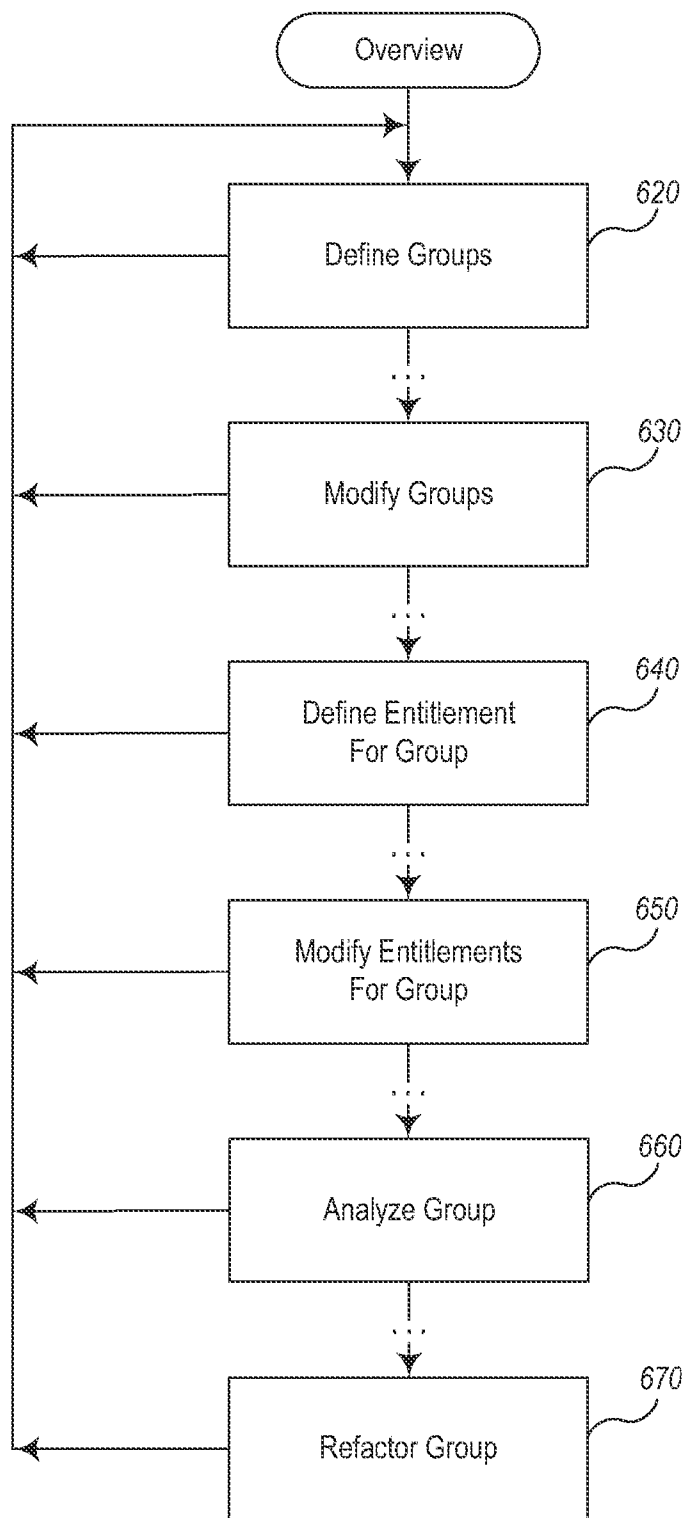 Overview
620
Define Groups
...
630
Modify Groups
...
640
Define Entitlement
For Group
...
650
Modify Entitlements
For Group
...
660
Analyze Group
...
670
Refactor Group